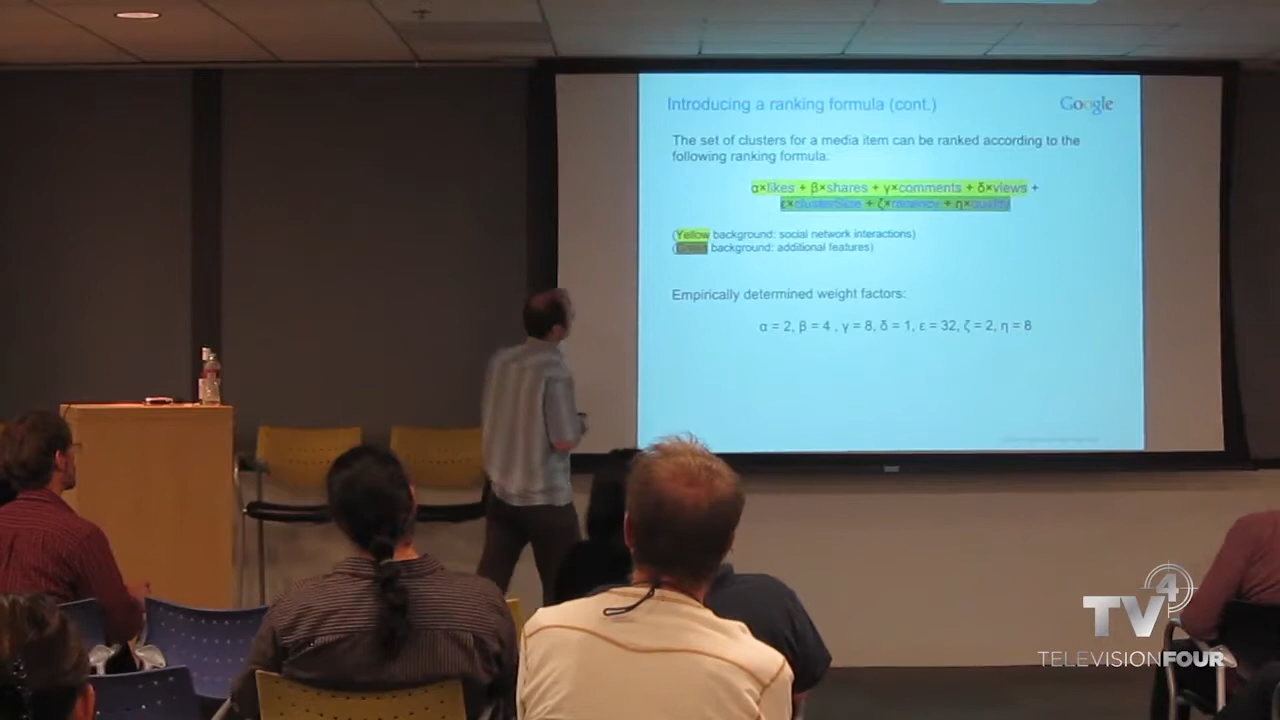 Introducing a ranking formula (cont.)
Google
The set of clusters for a media item can be ranked according to the
following ranking formula:
α×likes + β×shares + γ×comments + δ×views +
ε×clusterSize + ζ×recency + η×quality
(Yellow background: social network interactions)
(Green background: additional features)
Empirically determined weight factors:
α = 2, β = 4 , γ = 8, δ = 1, ε = 32, ζ = 2, η = 8
TV4
TELEVISIONFOUR